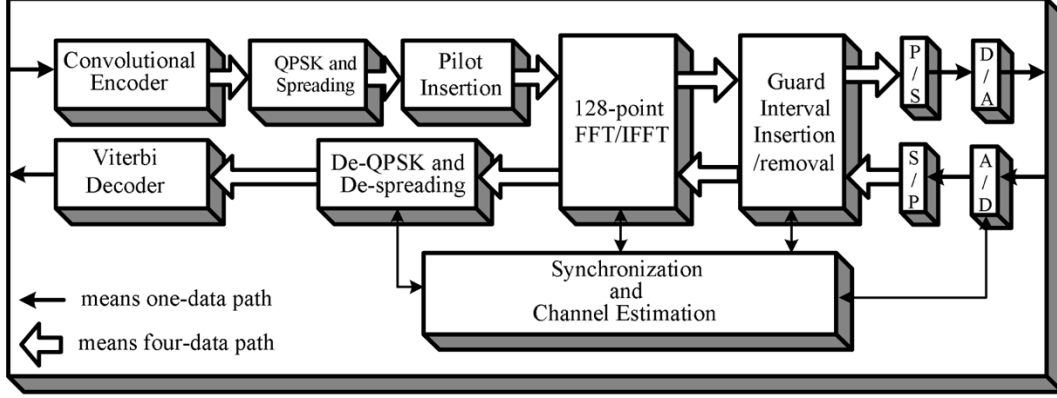 Convolutional
Encoder
QPSK and
Spreading
Pilot
Insertion
128-point
FFT/IFFT
Guard
Interval
Insertion
/removal
P
/
S
D
/
A
Viterbi
Decoder
De-QPSK and
De-spreading
S
/
P
A
/
D
Synchronization
and
Channel Estimation
means one-data path
means four-data path